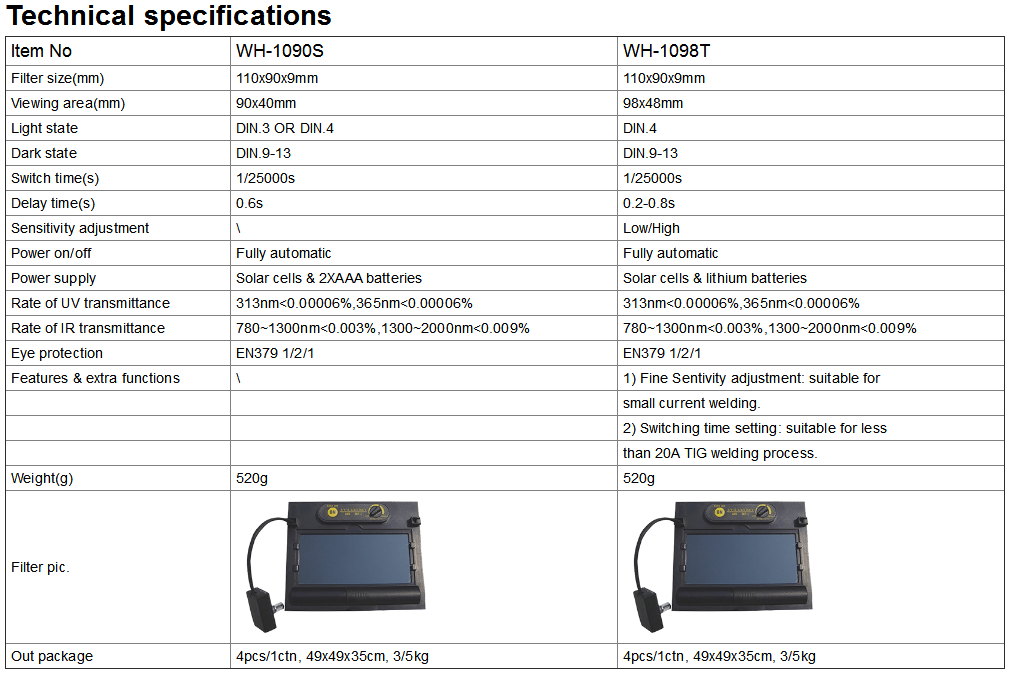 Technical specifications
Item No WH-1090S WH-1098T
Filter size(mm) 110x90x9mm 110x90x9mm
Viewing area(mm) 90x40mm 98x48mm
Light state DIN.3 OR DIN.4 DIN.4
Dark state DIN.9-13 DIN.9-13
Switch time(s) 1/25000s 1/25000s
Delay time(s) 0.6s 0.2-0.8s
Sensitivity adjustment \ Low/High
Power on/off Fully automatic Fully automatic
Power supply Solar cells & 2XAAA batteries Solar cells & lithium batteries
Rate of UV transmittance 313nm<0.00006%,365nm<0.00006% 313nm<0.00006%,365nm<0.00006%
Rate of IR transmittance 780~1300nm<0.003%,1300~2000nm<0.009% 780~1300nm<0.003%,1300~2000nm<0.009%
Eye protection EN379 1/2/1 EN379 1/2/1
Features & extra functions \ 1) Fine Sentivity adjustment: suitable for
small current welding.
2) Switching time setting: suitable for less
than 20A TIG welding process.
Weight(g) 520g 520g
Filter pic.
Out package 4pcs/1ctn, 49x49x35cm, 3/5kg 4pcs/1ctn, 49x49x35cm, 3/5kg